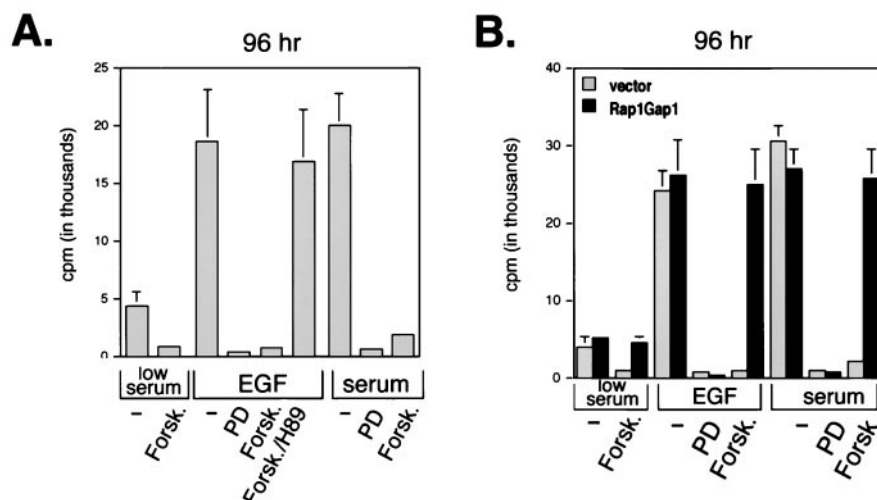 A.
96 hr
cpm (in thousands)
25
20
15
10
5
0
low serum
EGF
serum
–
Forsk.
–
PD
Forsk.
Forsk./H89
–
PD
Forsk.
B.
96 hr
cpm (in thousands)
40
30
20
10
0
vector
Rap1Gap1
low serum
EGF
serum
–
Forsk.
–
PD
Forsk.
–
PD
Forsk.